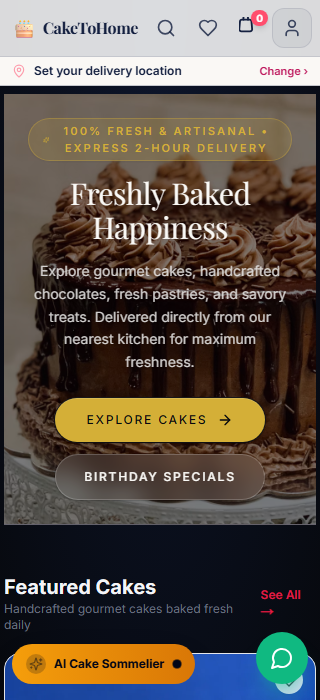 CakeToHome
0
Set your delivery location
Change ›
100% FRESH & ARTISANAL •
EXPRESS 2-HOUR DELIVERY
Freshly Baked
Happiness
Explore gourmet cakes, handcrafted
chocolates, fresh pastries, and savory
treats. Delivered directly from our
nearest kitchen for maximum
freshness.
EXPLORE CAKES →
BIRTHDAY SPECIALS
Featured Cakes
See All
→
Handcrafted gourmet cakes baked fresh
daily
AI Cake Sommelier